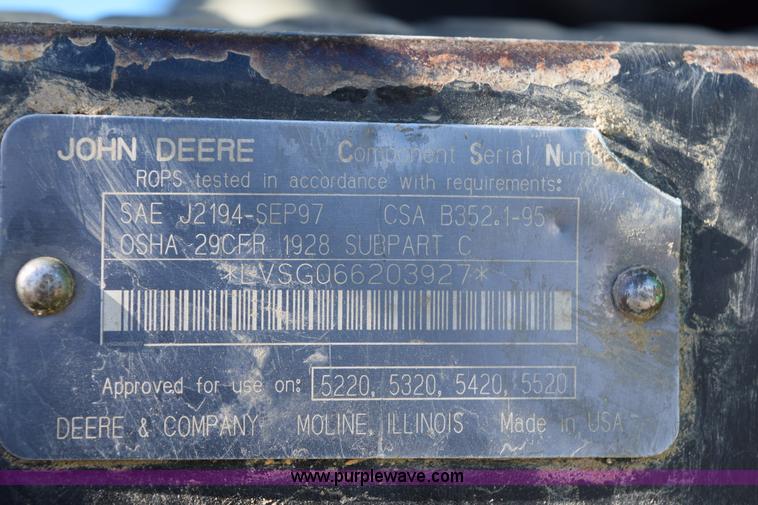 JOHN DEERE Component Serial
ROPS tested in accordance with requirements:
SAE J2194-SEP97 CSA B352.1-95
OSHA 29CFR 1928 SUBPART C
Approved for use on: 5220, 5320, 5420, 5520
DEERE & COMPANY MOLINE, ILLINOIS Made in USA
www.purplewave.com